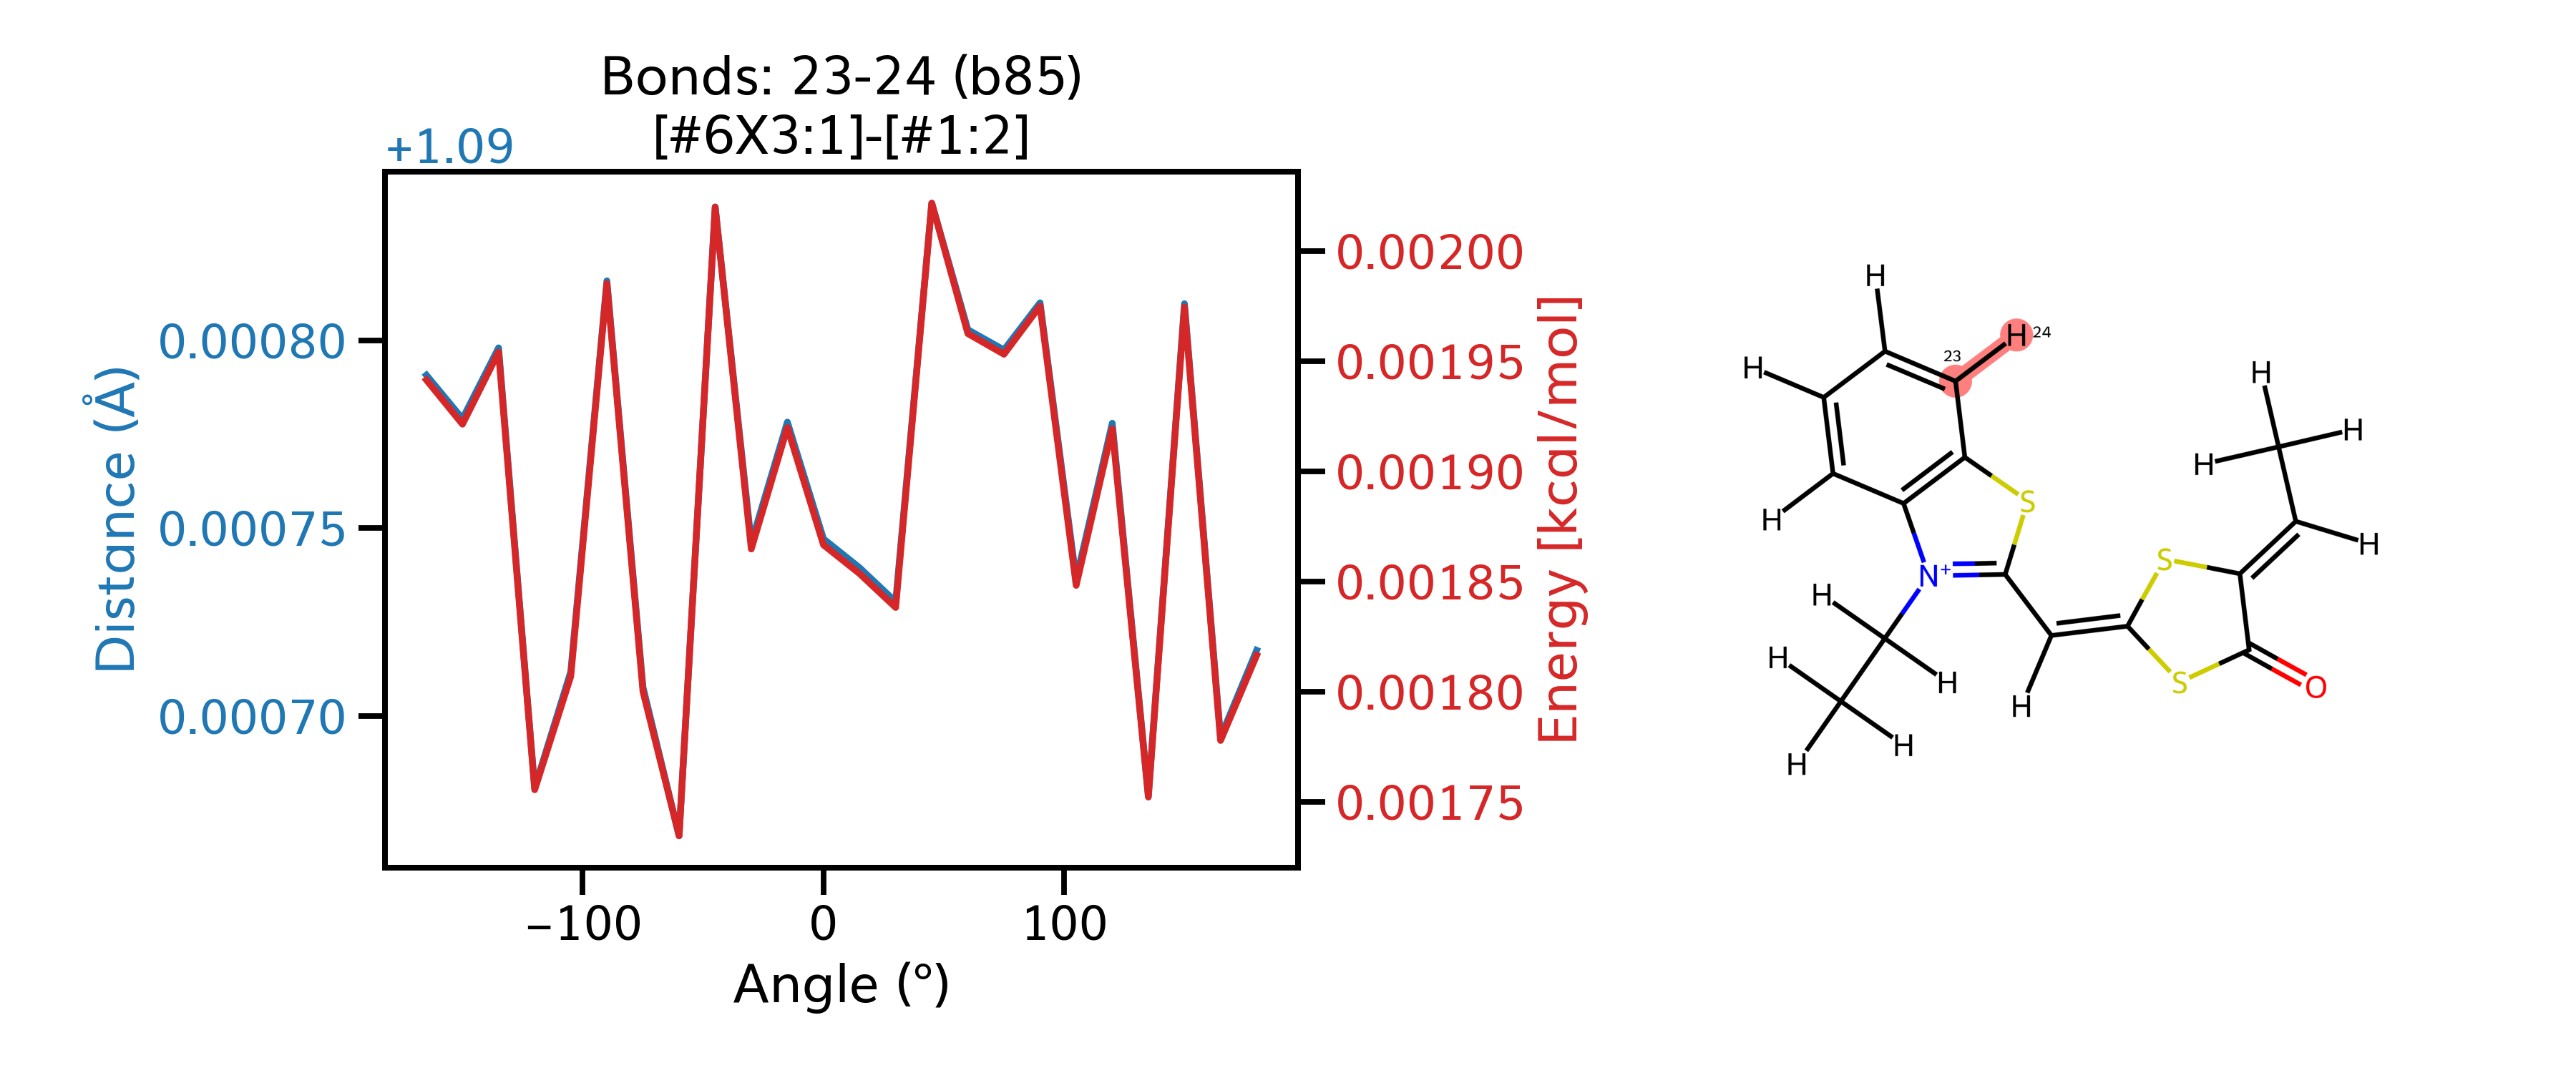 Bonds: 23-24 (b85)
[#6X3:1]-[#1:2]
+1.09
0.00080
0.00075
0.00070
Distance (Å)
0.00200
0.00195
0.00190
0.00185
0.00180
0.00175
Energy [kcal/mol]
−100
0
100
Angle (°)
H
H 24
23
H
H
S
N+
H
H
H
H
H
H
H
S
S
O
H
H
H
H